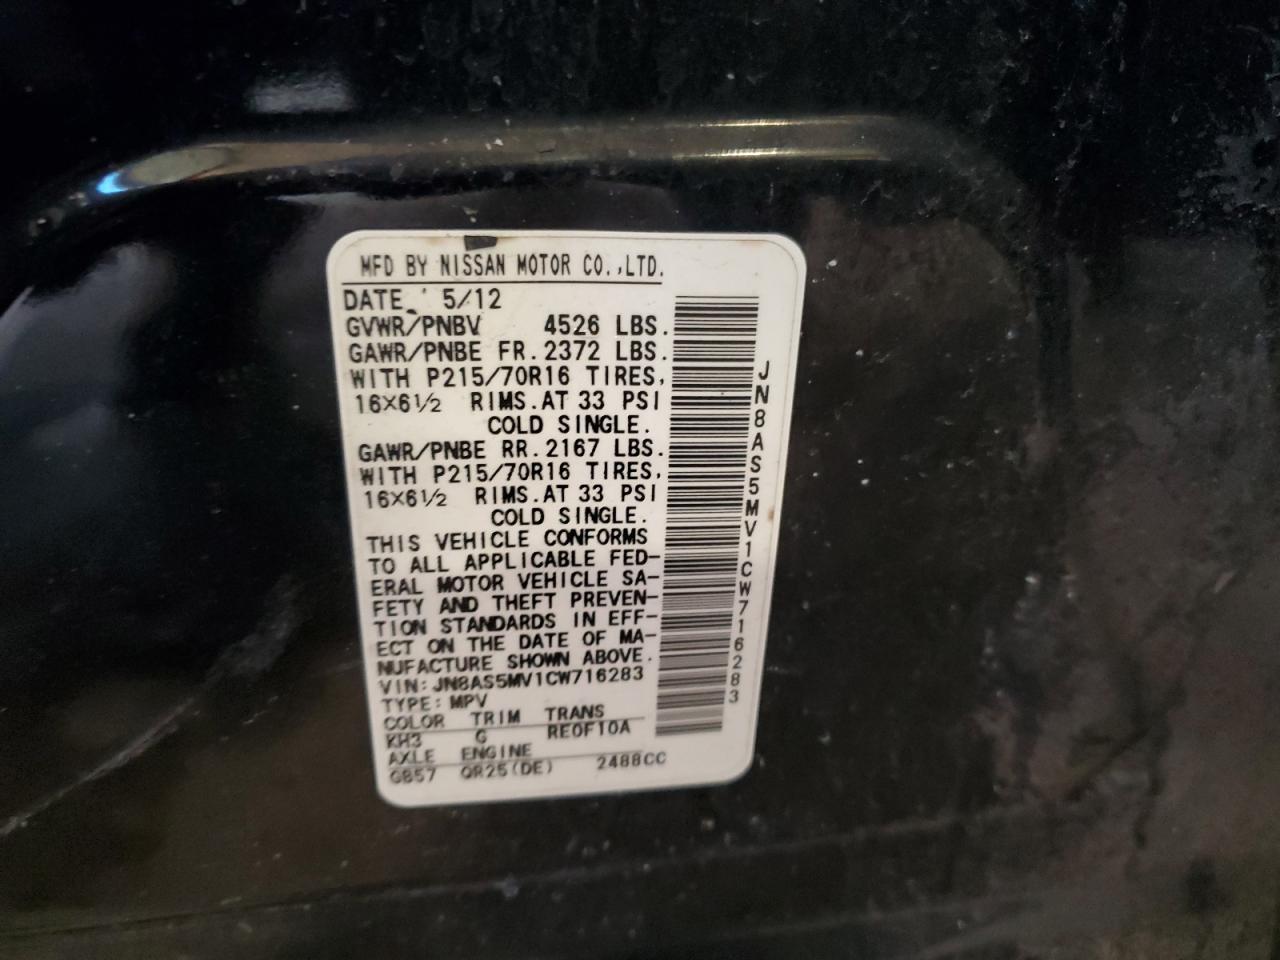 MFD BY NISSAN MOTOR CO.,LTD.
DATE 5/12
GVWR/PNBV 4526 LBS.
GAWR/PNBE FR.2372 LBS.
WITH P215/70R16 TIRES,
16X6½ RIMS.AT 33 PSI
COLD SINGLE.
GAWR/PNBE RR.2167 LBS.
WITH P215/70R16 TIRES,
16X6½ RIMS.AT 33 PSI
COLD SINGLE.
THIS VEHICLE CONFORMS
TO ALL APPLICABLE FED-
ERAL MOTOR VEHICLE SA-
FETY AND THEFT PREVEN-
TION STANDARDS IN EFF-
ECT ON THE DATE OF MA-
NUFACTURE SHOWN ABOVE.
VIN:JN8AS5MV1CW716283
TYPE:MPV
COLOR TRIM TRANS
KH3 G RE0F10A
AXLE ENGINE
GB57 QR25(DE) 2488CC
JN8AS5MV1CW716283